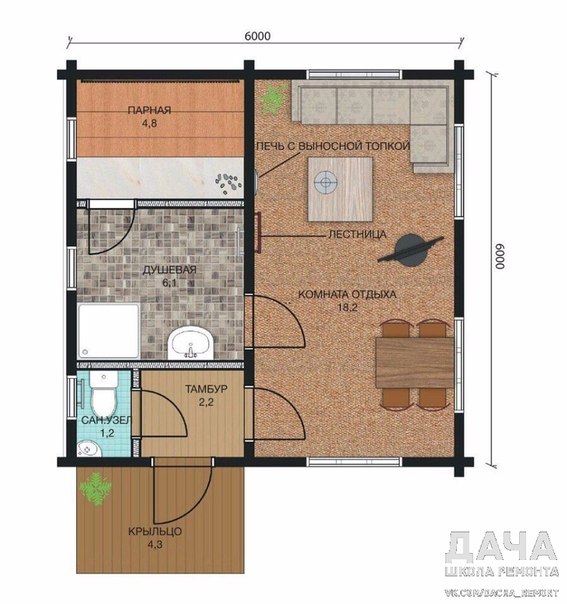 6000
ПАРНАЯ
4,8
ПЕЧЬ С ВЫНОСНОЙ ТОПКОЙ
ЛЕСТНИЦА
6000
ДУШЕВАЯ
6,1
КОМНАТА ОТДЫХА
18,2
ТАМБУР
2,2
САН.УЗЕЛ
1,2
КРЫЛЬЦО
4,3
ДАЧА
ШКОЛА РЕМОНТА
VK.COM/DACHA_REMONT